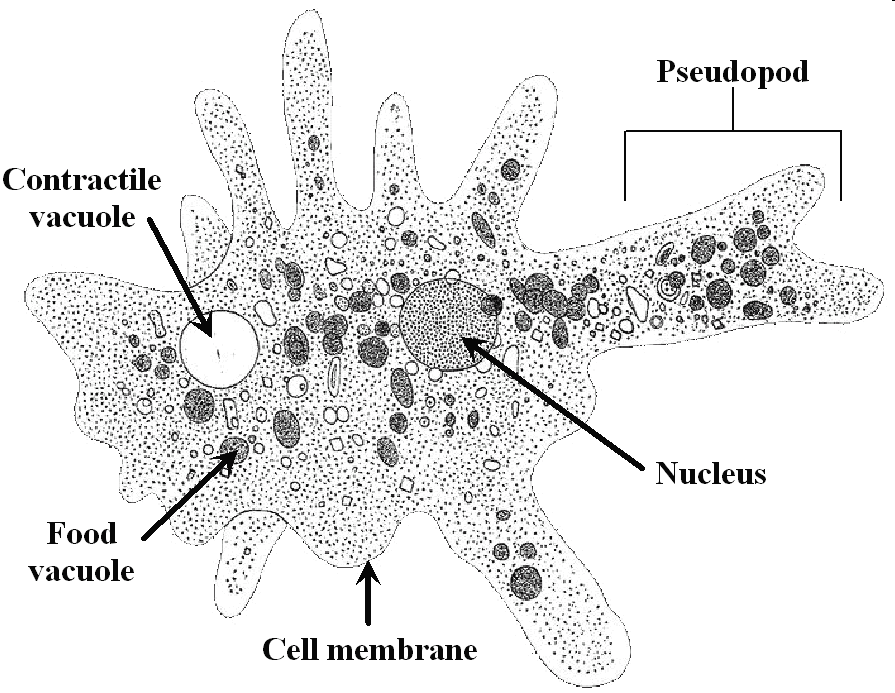 Pseudopod
Contractile
vacuole
Nucleus
Food
vacuole
Cell membrane